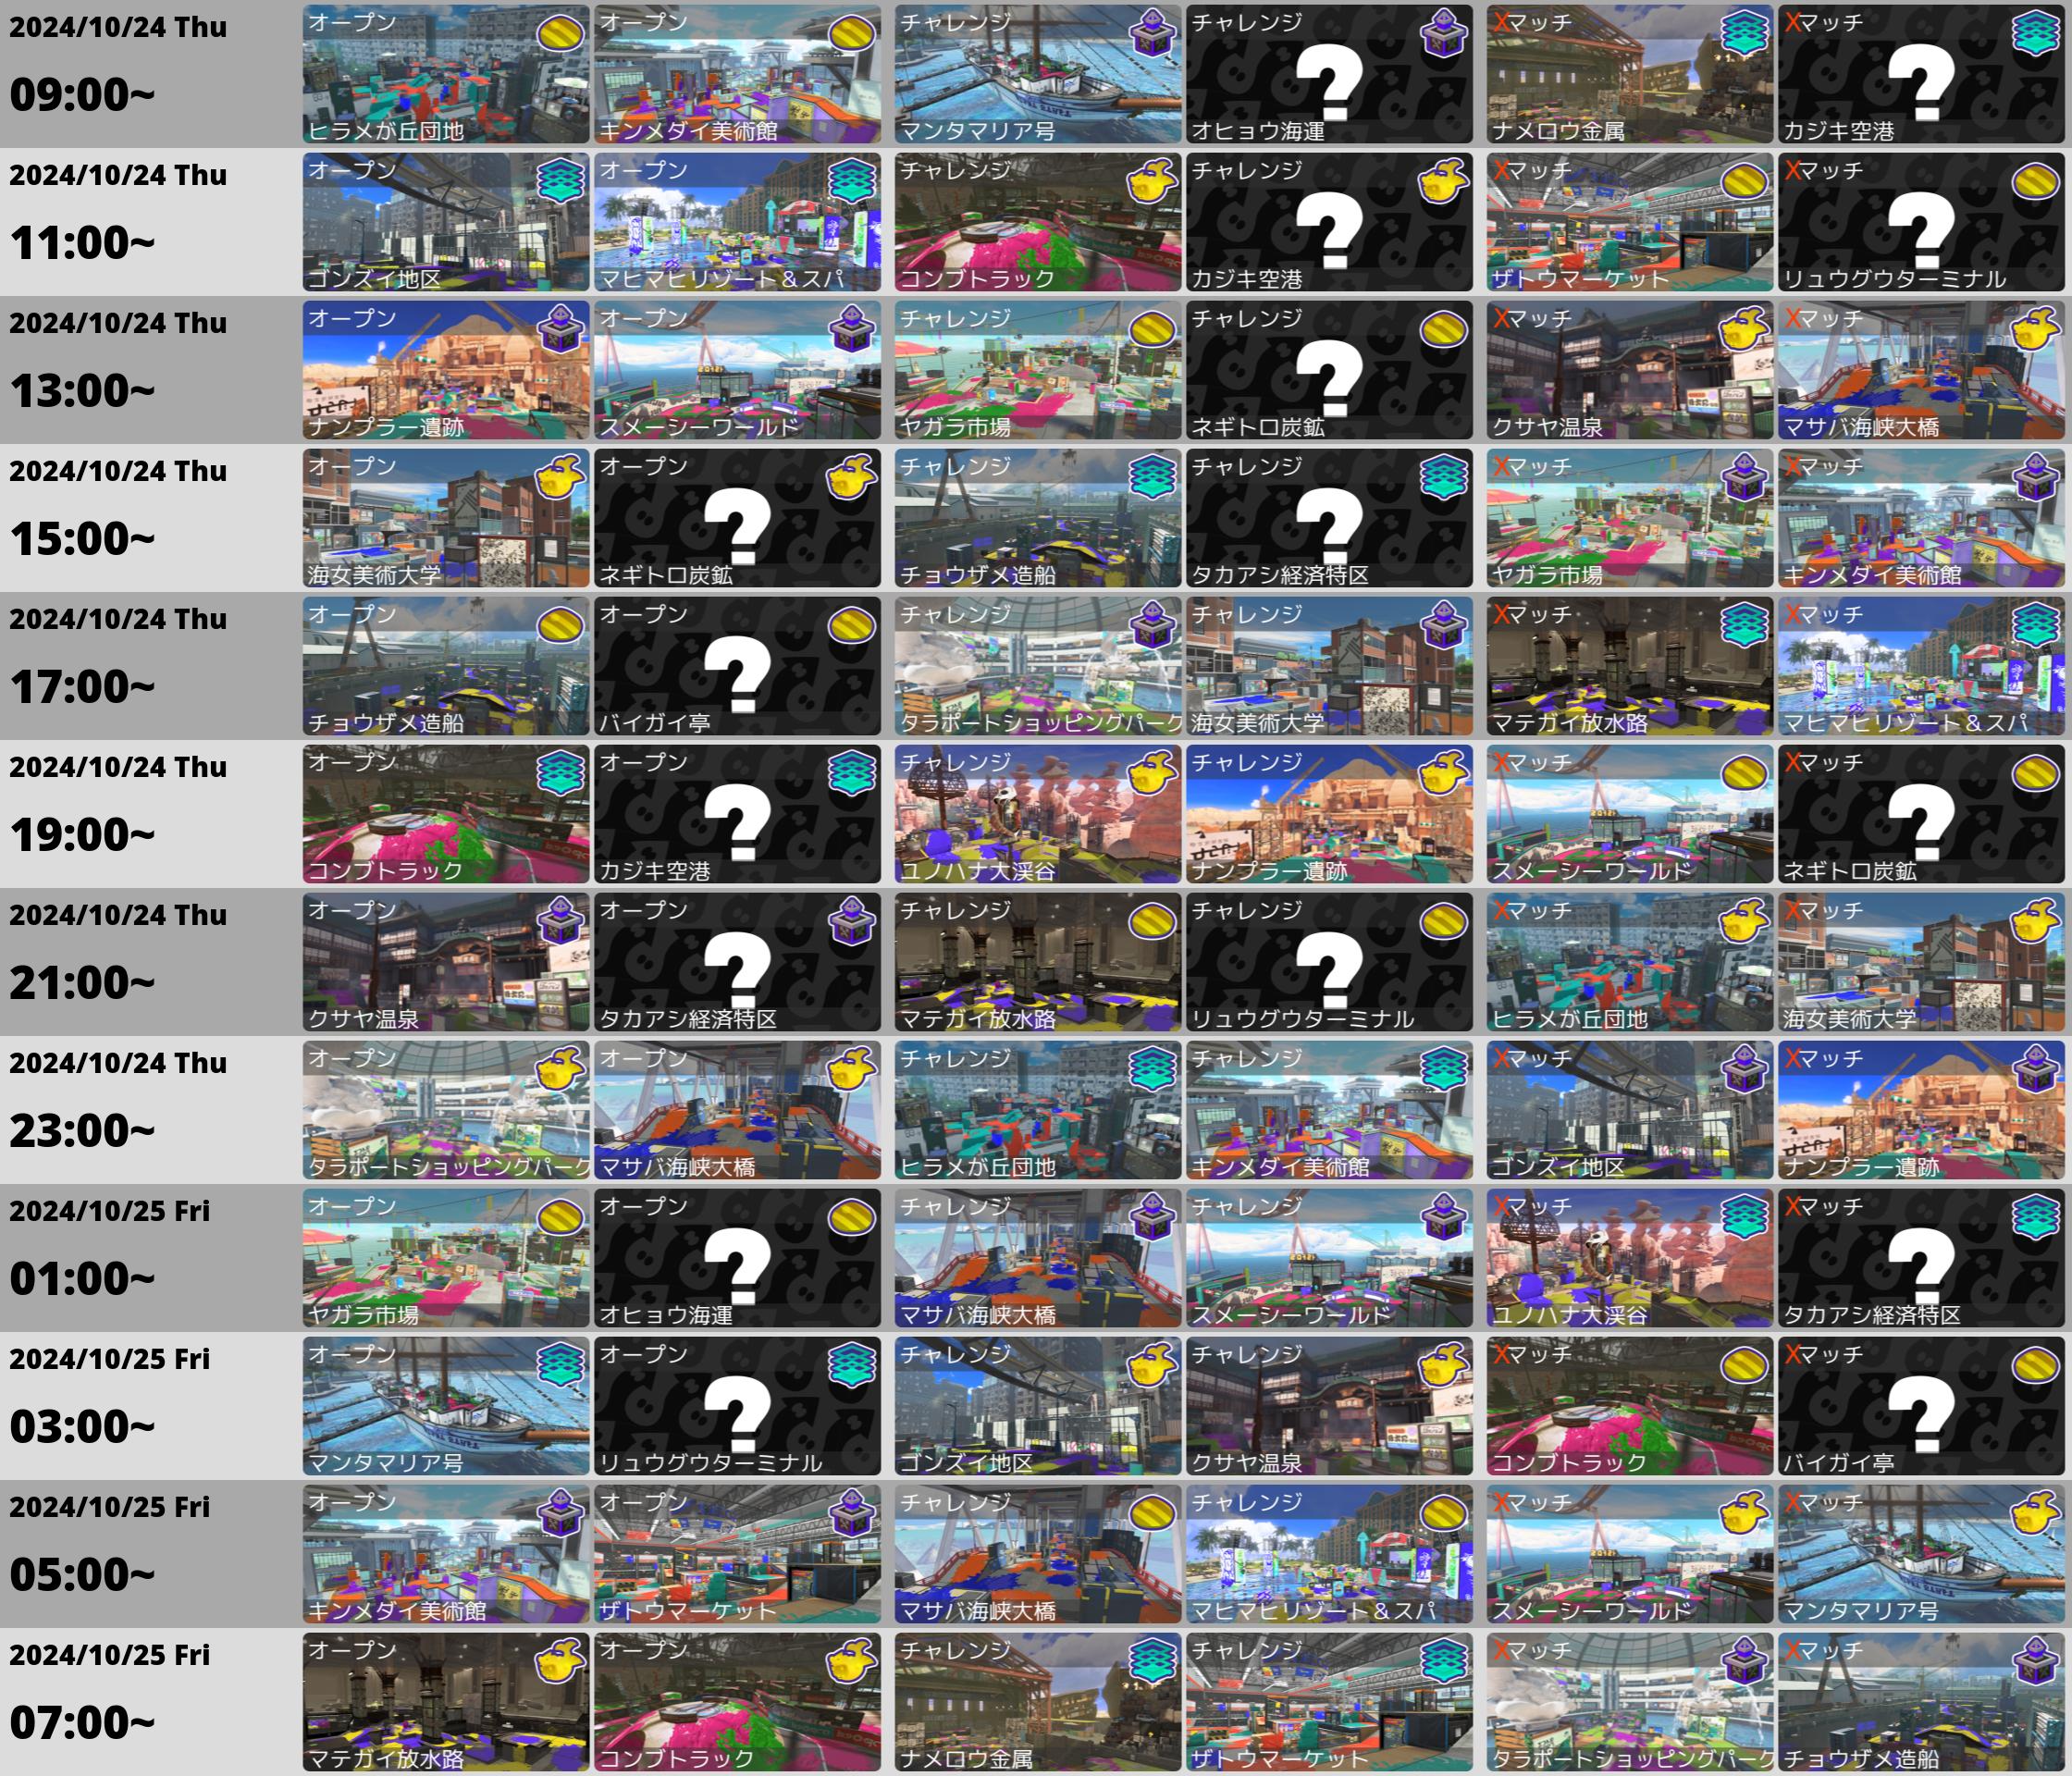 2024/10/24 Thu
09:00~
オープン
ヒラメが丘団地
オープン
キンメダイ美術館
チャレンジ
マンタマリア号
チャレンジ
?
オヒョウ海運
Xマッチ
ナメロウ金属
Xマッチ
?
カジキ空港
2024/10/24 Thu
11:00~
オープン
ゴンズイ地区
オープン
マヒマヒリゾート&スパ
チャレンジ
コンブトラック
チャレンジ
?
カジキ空港
Xマッチ
ザトウマーケット
Xマッチ
?
リュウグウターミナル
2024/10/24 Thu
13:00~
オープン
ナンプラー遺跡
オープン
スメーシーワールド
チャレンジ
ヤガラ市場
チャレンジ
?
ネギトロ炭鉱
Xマッチ
クサヤ温泉
Xマッチ
マサバ海峡大橋
2024/10/24 Thu
15:00~
オープン
海女美術大学
オープン
?
ネギトロ炭鉱
チャレンジ
チョウザメ造船
チャレンジ
?
タカアシ経済特区
Xマッチ
ヤガラ市場
Xマッチ
キンメダイ美術館
2024/10/24 Thu
17:00~
オープン
チョウザメ造船
オープン
?
バイガイ亭
チャレンジ
タラポートショッピングパーク
チャレンジ
海女美術大学
Xマッチ
マテガイ放水路
Xマッチ
マヒマヒリゾート&スパ
2024/10/24 Thu
19:00~
オープン
コンブトラック
オープン
?
カジキ空港
チャレンジ
ユノハナ大渓谷
チャレンジ
ナンプラー遺跡
Xマッチ
スメーシーワールド
Xマッチ
?
ネギトロ炭鉱
2024/10/24 Thu
21:00~
オープン
クサヤ温泉
オープン
?
タカアシ経済特区
チャレンジ
マテガイ放水路
チャレンジ
?
リュウグウターミナル
Xマッチ
ヒラメが丘団地
Xマッチ
海女美術大学
2024/10/24 Thu
23:00~
オープン
タラポートショッピングパーク
オープン
マサバ海峡大橋
チャレンジ
ヒラメが丘団地
チャレンジ
キンメダイ美術館
Xマッチ
ゴンズイ地区
Xマッチ
ナンプラー遺跡
2024/10/25 Fri
01:00~
オープン
ヤガラ市場
オープン
?
オヒョウ海運
チャレンジ
マサバ海峡大橋
チャレンジ
スメーシーワールド
Xマッチ
ユノハナ大渓谷
Xマッチ
?
タカアシ経済特区
2024/10/25 Fri
03:00~
オープン
マンタマリア号
オープン
?
リュウグウターミナル
チャレンジ
ゴンズイ地区
チャレンジ
クサヤ温泉
Xマッチ
コンブトラック
Xマッチ
?
バイガイ亭
2024/10/25 Fri
05:00~
オープン
キンメダイ美術館
オープン
ザトウマーケット
チャレンジ
マサバ海峡大橋
チャレンジ
マヒマヒリゾート&スパ
Xマッチ
スメーシーワールド
Xマッチ
マンタマリア号
2024/10/25 Fri
07:00~
オープン
マテガイ放水路
オープン
コンブトラック
チャレンジ
ナメロウ金属
チャレンジ
ザトウマーケット
Xマッチ
タラポートショッピングパーク
Xマッチ
チョウザメ造船